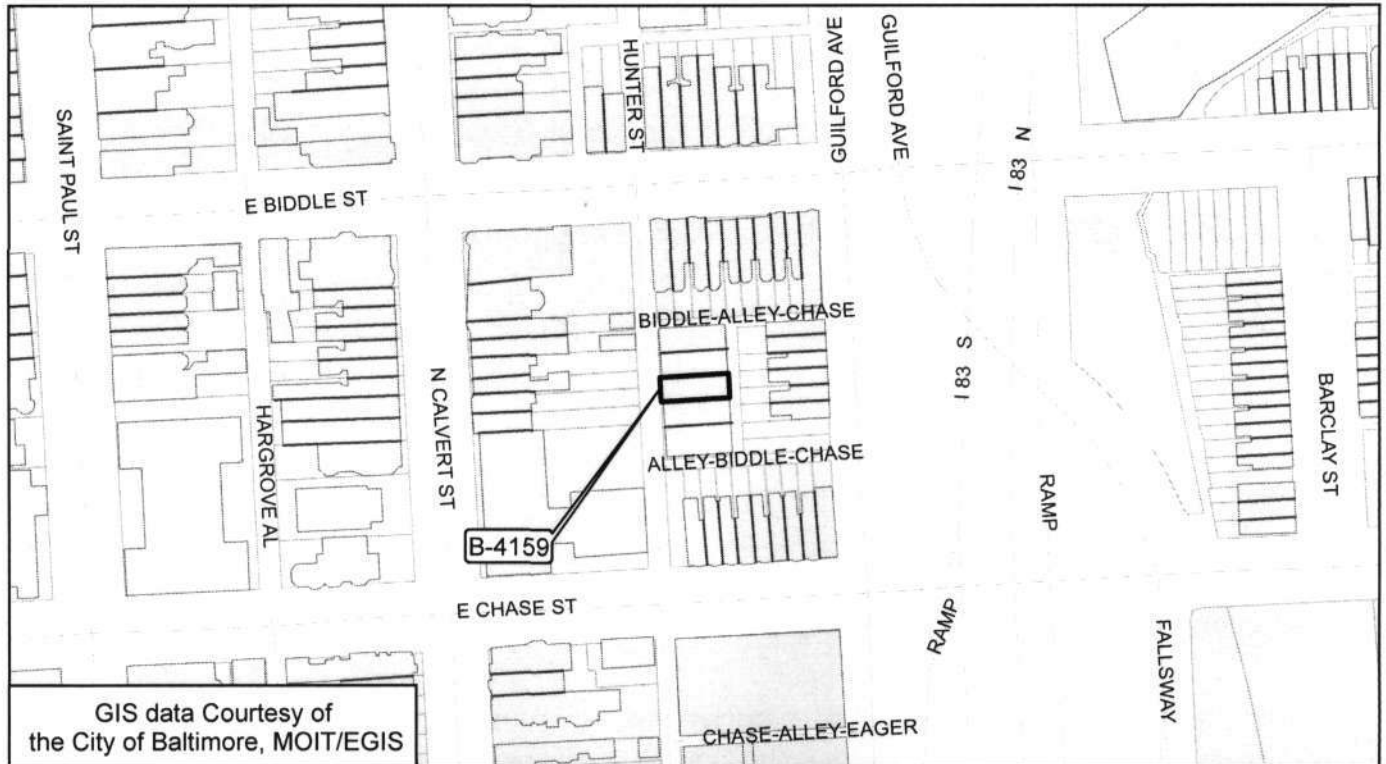 SAINT PAUL ST
E BIDDLE ST
HUNTER ST
GUILFORD AVE
GUILFORD AVE
I 83 N
BIDDLE-ALLEY-CHASE
I 83 S
HARGROVE AL
N CALVERT ST
ALLEY-BIDDLE-CHASE
BARCLAY ST
RAMP
B-4159
E CHASE ST
RAMP
FALLSWAY
CHASE-ALLEY-EAGER
GIS data Courtesy of
the City of Baltimore, MOIT/EGIS